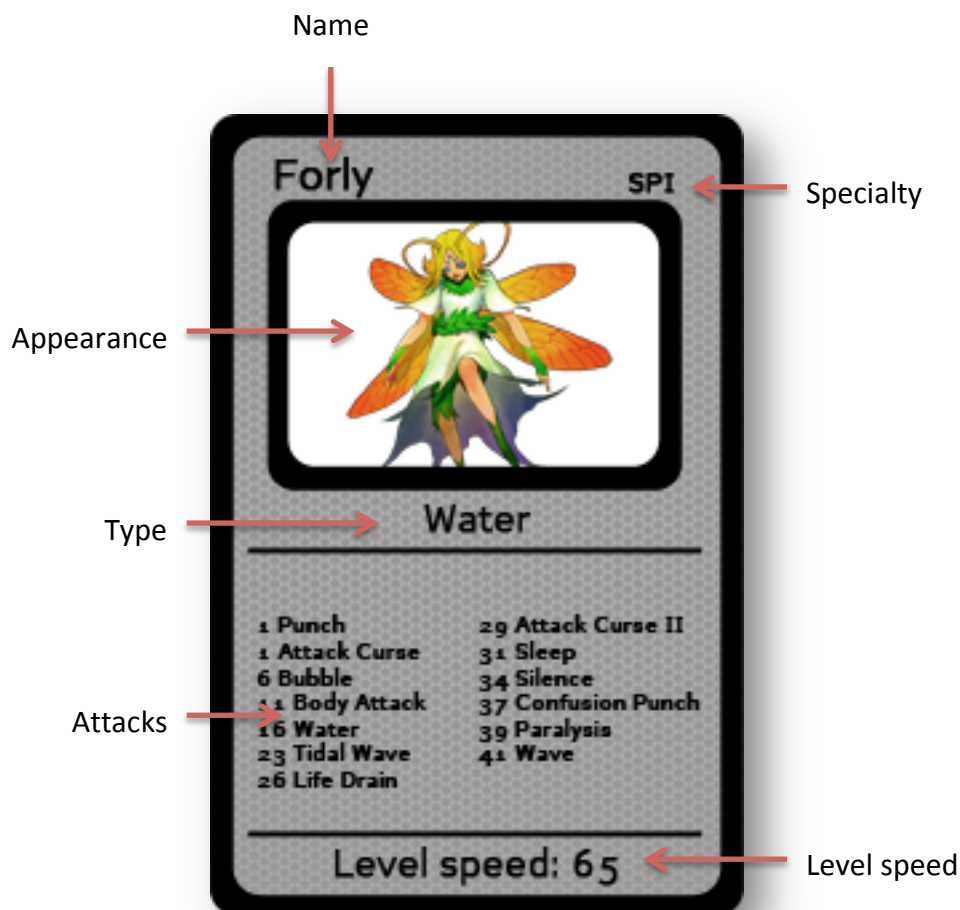 Name
Forly
SPI
Specialty
Appearance
Type
Water
1 Punch
1 Attack Curse
6 Bubble
11 Body Attack
16 Water
23 Tidal Wave
26 Life Drain
29 Attack Curse II
31 Sleep
34 Silence
37 Confusion Punch
39 Paralysis
41 Wave
Attacks
Level speed: 65
Level speed